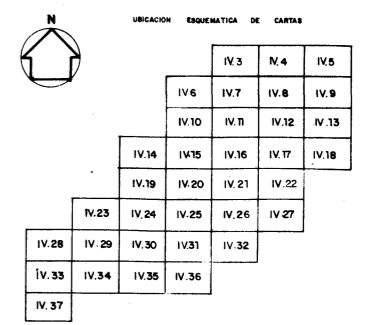 N
UBICACION ESQUEMATICA DE CARTAS
IV.3 IV.4 IV.5
IV.6 IV.7 IV.8 IV.9
IV.10 IV.11 IV.12 IV.13
IV.14 IV.15 IV.16 IV.17 IV.18
IV.19 IV.20 IV.21 IV.22
IV.23 IV.24 IV.25 IV.26 IV.27
IV.28 IV.29 IV.30 IV.31 IV.32
IV.33 IV.34 IV.35 IV.36
IV.37